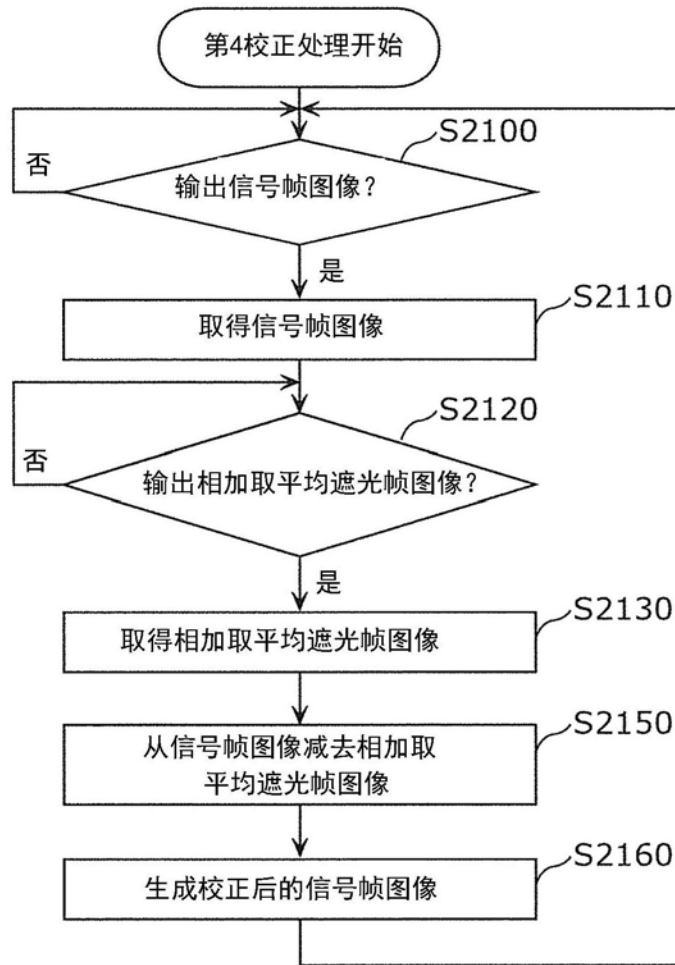 第4校正处理开始
S2100
否
输出信号帧图像?
是
S2110
取得信号帧图像
S2120
否
输出相加取平均遮光帧图像?
是
S2130
取得相加取平均遮光帧图像
S2150
从信号帧图像减去相加取
平均遮光帧图像
S2160
生成校正后的信号帧图像